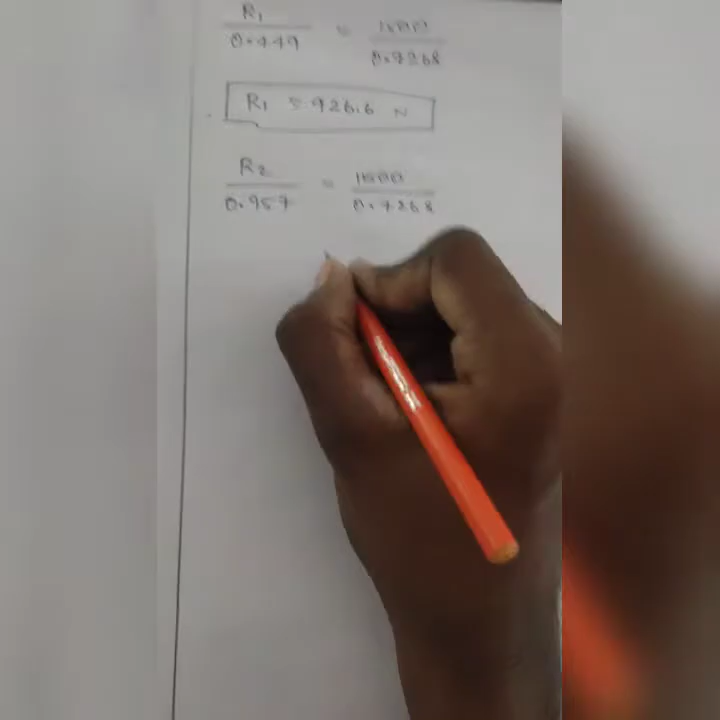 R1 / 0.449 = 1500 / 0.7268
R1 = 926.6 N
R2 / 0.957 = 1500 / 0.7268